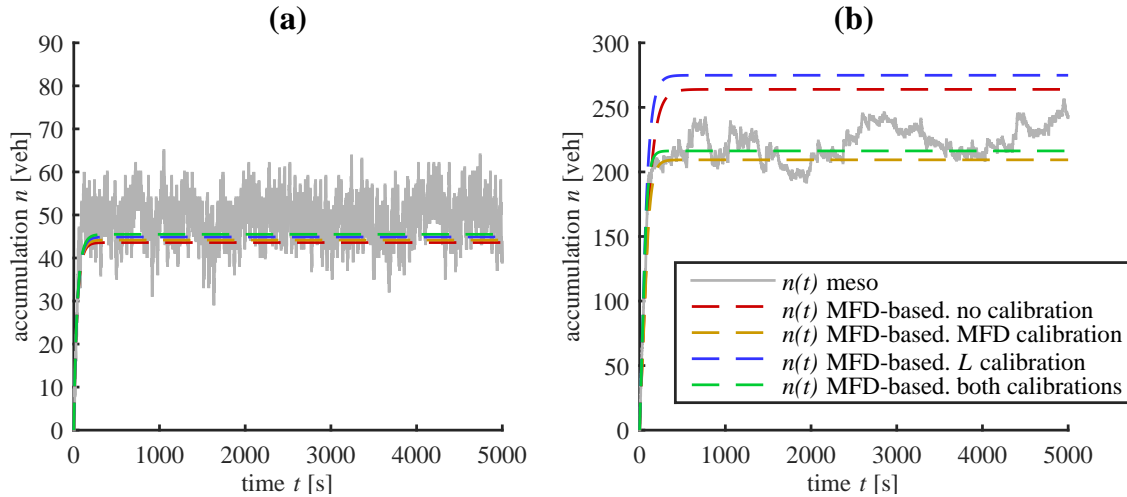 (a)
90
80
70
60
50
40
30
20
10
0
accumulation n [veh]
0 1000 2000 3000 4000 5000
time t [s]
(b)
300
250
200
150
100
50
0
accumulation n [veh]
n(t) meso
n(t) MFD-based. no calibration
n(t) MFD-based. MFD calibration
n(t) MFD-based. L calibration
n(t) MFD-based. both calibrations
0 1000 2000 3000 4000 5000
time t [s]